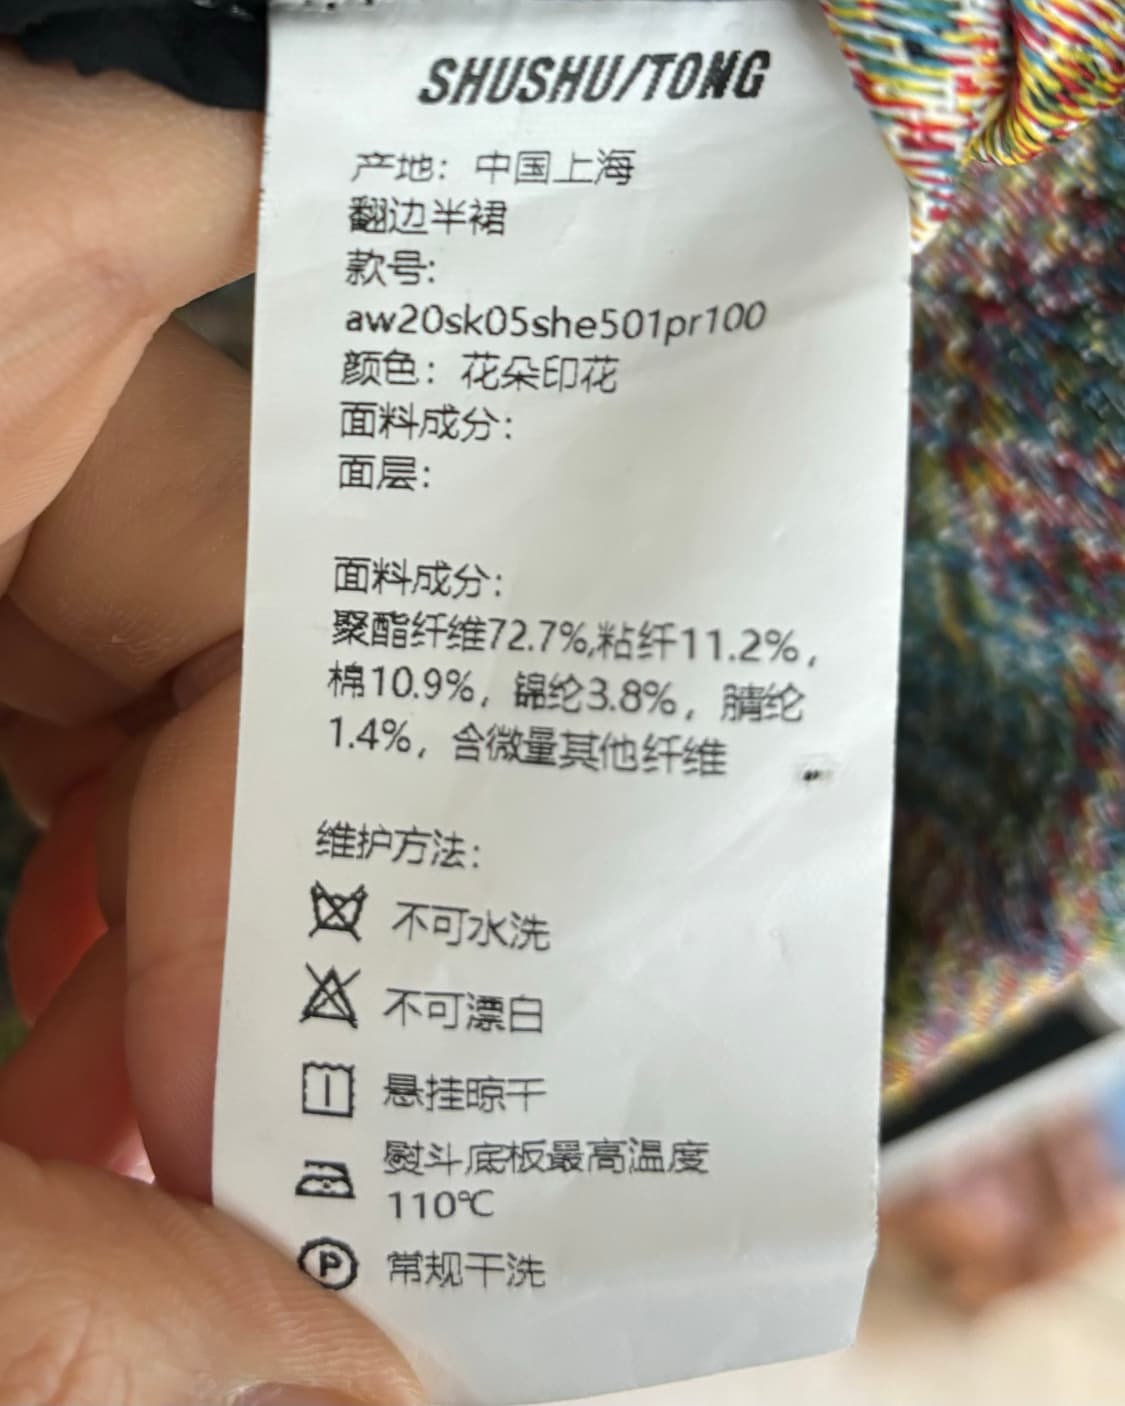 SHUSHU/TONG
产地：中国上海
翻边半裙
款号：
aw20sk05she501pr100
颜色：花朵印花
面料成分：
面层：
面料成分：
聚酯纤维72.7%,粘纤11.2%，
棉10.9%，锦纶3.8%，腈纶
1.4%，含微量其他纤维
维护方法：
不可水洗
不可漂白
悬挂晾干
熨斗底板最高温度
110℃
P 常规干洗